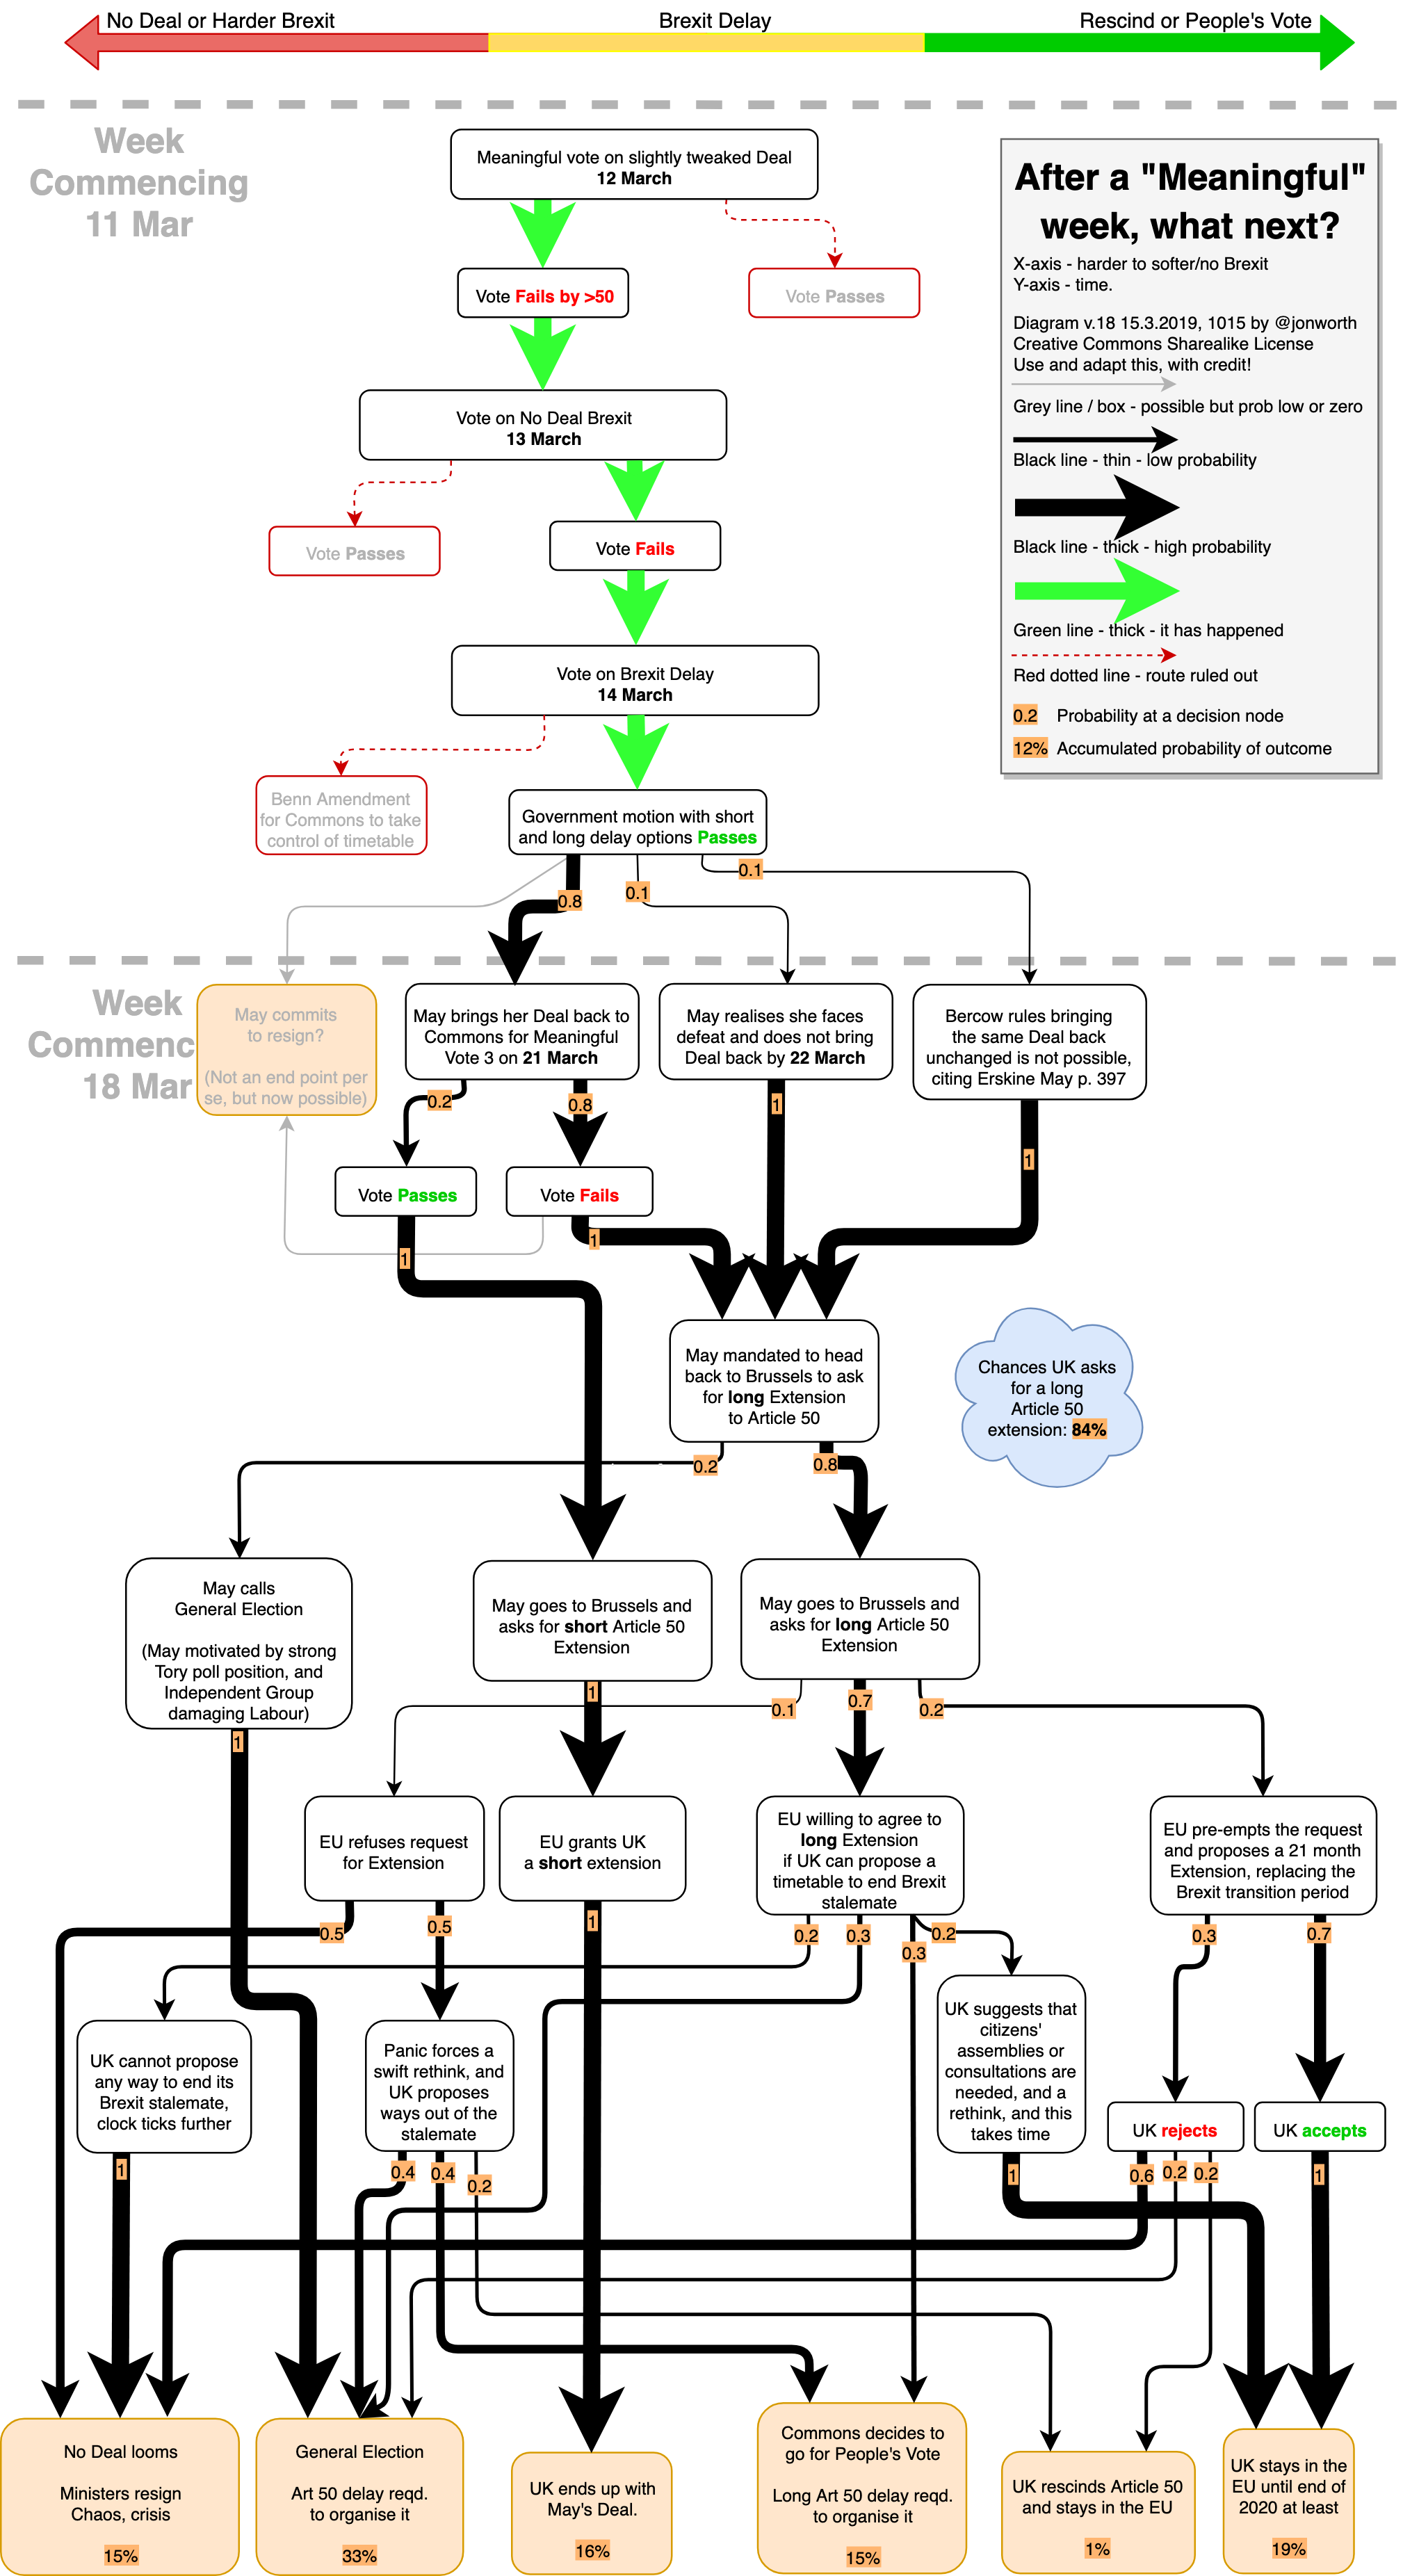 No Deal or Harder Brexit
Brexit Delay
Rescind or People's Vote
Week
Commencing
11 Mar
Meaningful vote on slightly tweaked Deal
12 March
Vote Fails by >50
Vote Passes
Vote on No Deal Brexit
13 March
Vote Passes
Vote Fails
Vote on Brexit Delay
14 March
Benn Amendment
for Commons to take
control of timetable
Government motion with short
and long delay options Passes
After a "Meaningful"
week, what next?
X-axis - harder to softer/no Brexit
Y-axis - time.
Diagram v.18 15.3.2019, 1015 by @jonworth
Creative Commons Sharealike License
Use and adapt this, with credit!
Grey line / box - possible but prob low or zero
Black line - thin - low probability
Black line - thick - high probability
Green line - thick - it has happened
Red dotted line - route ruled out
0.2 Probability at a decision node
12% Accumulated probability of outcome
0.8
0.1
0.1
Week
Commenc
18 Mar
May commits
to resign?
(Not an end point per
se, but now possible)
May brings her Deal back to
Commons for Meaningful
Vote 3 on 21 March
May realises she faces
defeat and does not bring
Deal back by 22 March
Bercow rules bringing
the same Deal back
unchanged is not possible,
citing Erskine May p. 397
0.2
0.8
1
1
Vote Passes
Vote Fails
1
1
May mandated to head
back to Brussels to ask
for long Extension
to Article 50
Chances UK asks
for a long
Article 50
extension: 84%
0.2
0.8
May calls
General Election
(May motivated by strong
Tory poll position, and
Independent Group
damaging Labour)
May goes to Brussels and
asks for short Article 50
Extension
May goes to Brussels and
asks for long Article 50
Extension
1
1
0.1
0.7
0.2
EU refuses request
for Extension
EU grants UK
a short extension
EU willing to agree to
long Extension
if UK can propose a
timetable to end Brexit
stalemate
EU pre-empts the request
and proposes a 21 month
Extension, replacing the
Brexit transition period
0.5
0.5
1
0.2
0.3
0.3
0.2
0.3
0.7
UK cannot propose
any way to end its
Brexit stalemate,
clock ticks further
Panic forces a
swift rethink, and
UK proposes
ways out of the
stalemate
UK suggests that
citizens'
assemblies or
consultations are
needed, and a
rethink, and this
takes time
UK rejects
UK accepts
1
0.4
0.4
0.2
1
0.6
0.2
0.2
1
No Deal looms
Ministers resign
Chaos, crisis
15%
General Election
Art 50 delay reqd.
to organise it
33%
UK ends up with
May's Deal.
16%
Commons decides to
go for People's Vote
Long Art 50 delay reqd.
to organise it
15%
UK rescinds Article 50
and stays in the EU
1%
UK stays in the
EU until end of
2020 at least
19%